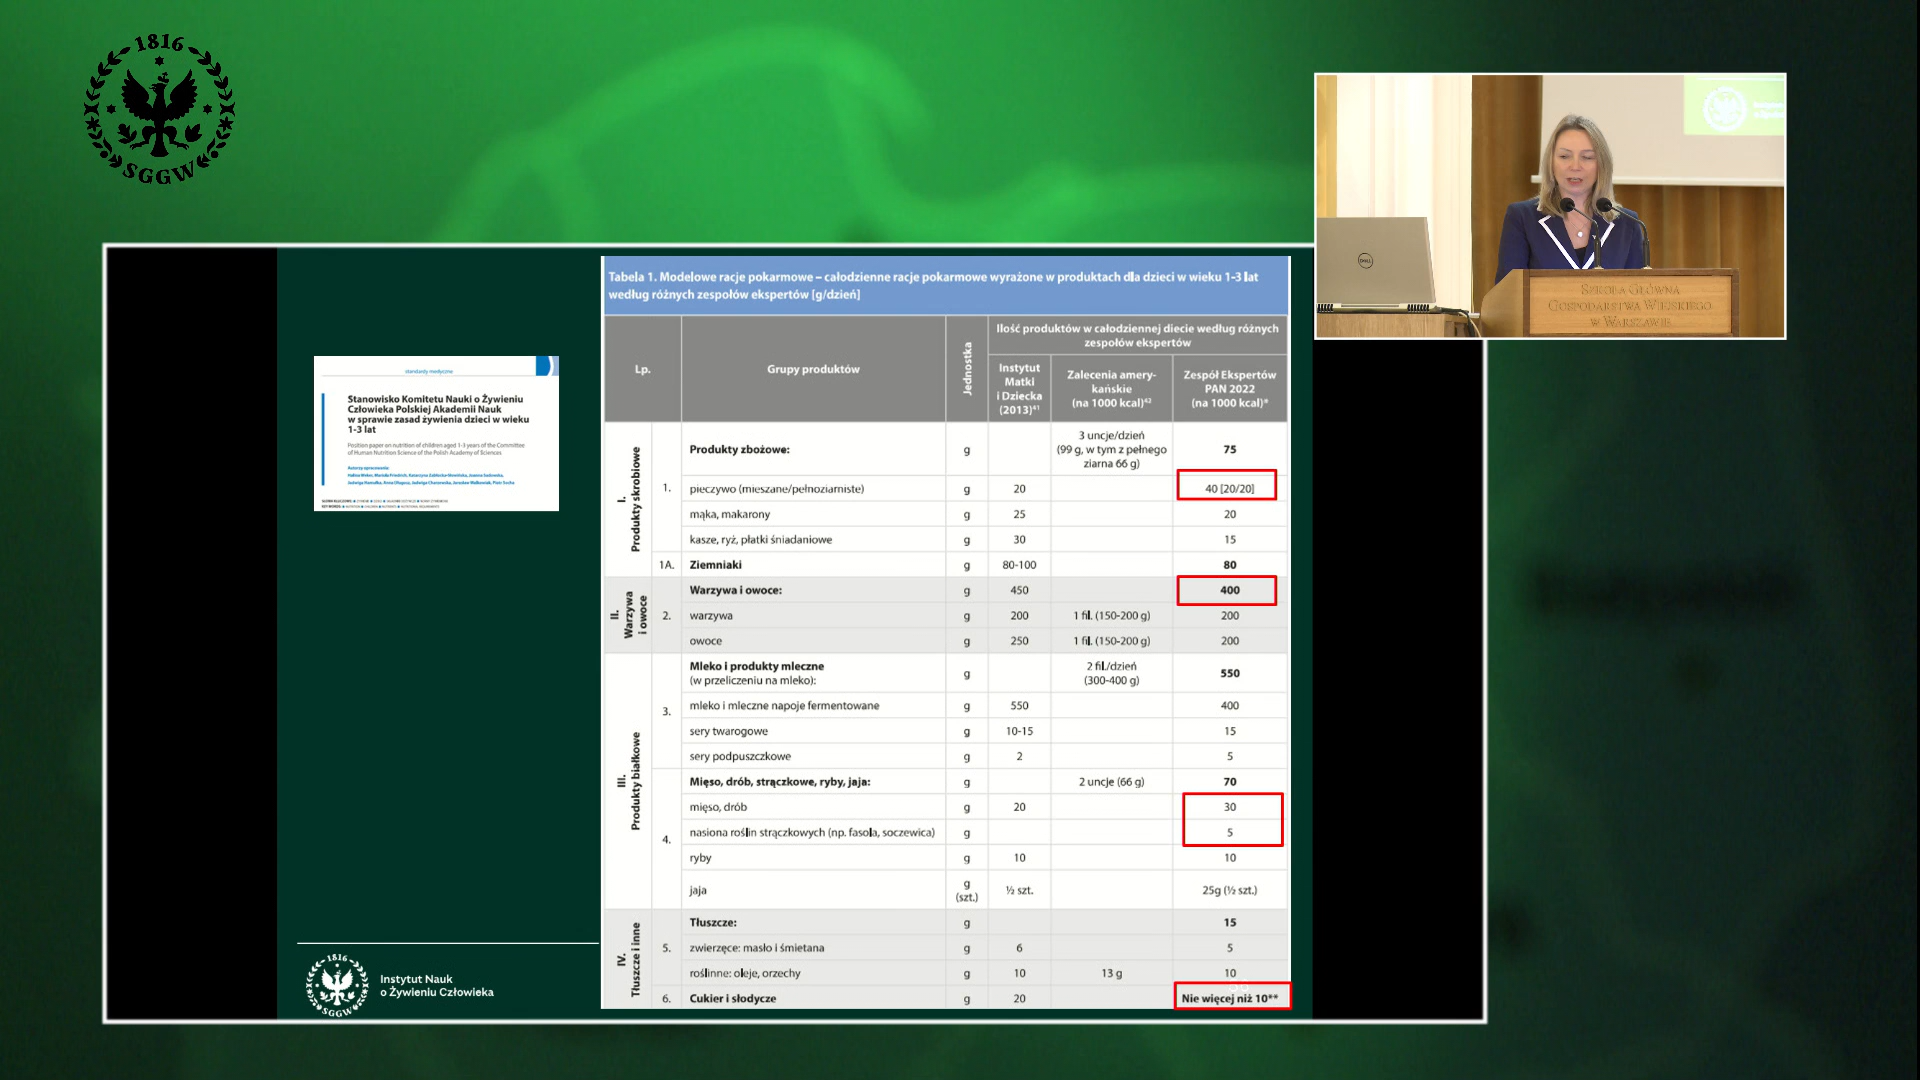 1816
SGGW
SZKOŁA GŁÓWNA
GOSPODARSTWA WIEJSKIEGO
W WARSZAWIE
DELL
standardy medyczne
Stanowisko Komitetu Nauki o Żywieniu
Człowieka Polskiej Akademii Nauk
w sprawie zasad żywienia dzieci w wieku
1-3 lat
Position paper on nutrition of children aged 1-3 years of the Committee
of Human Nutrition Science of the Polish Academy of Sciences
Tabela 1. Modelowe racje pokarmowe – całodzienne racje pokarmowe wyrażone w produktach dla dzieci w wieku 1-3 lat
według różnych zespołów ekspertów [g/dzień]
Lp.
Grupy produktów
Jednostka
Ilość produktów w całodziennej diecie według różnych
zespołów ekspertów
Instytut
Matki
i Dziecka
(2013)⁴¹
Zalecenia amery-
kańskie
(na 1000 kcal)⁴²
Zespół Ekspertów
PAN 2022
(na 1000 kcal)*
I.
Produkty skrobiowe
1.
Produkty zbożowe: g 3 uncje/dzień
(99 g, w tym z pełnego
ziarna 66 g) 75
pieczywo (mieszane/pełnoziarniste) g 20 40 [20/20]
mąka, makarony g 25 20
kasze, ryż, płatki śniadaniowe g 30 15
1A. Ziemniaki g 80-100 80
II.
Warzywa
i owoce
2.
Warzywa i owoce: g 450 400
warzywa g 200 1 fil. (150-200 g) 200
owoce g 250 1 fil. (150-200 g) 200
III.
Produkty białkowe
3.
Mleko i produkty mleczne
(w przeliczeniu na mleko): g 2 fil./dzień
(300-400 g) 550
mleko i mleczne napoje fermentowane g 550 400
sery twarogowe g 10-15 15
sery podpuszczkowe g 2 5
4.
Mięso, drób, strączkowe, ryby, jaja: g 2 uncje (66 g) 70
mięso, drób g 20 30
nasiona roślin strączkowych (np. fasola, soczewica) g 5
ryby g 10 10
jaja g
(szt.) ½ szt. 25g (½ szt.)
IV.
Tłuszcze i inne
5.
Tłuszcze: g 15
zwierzęce: masło i śmietana g 6 5
roślinne: oleje, orzechy g 10 13 g 10
6. Cukier i słodycze g 20 Nie więcej niż 10**
1816
SGGW
Instytut Nauk
o Żywieniu Człowieka